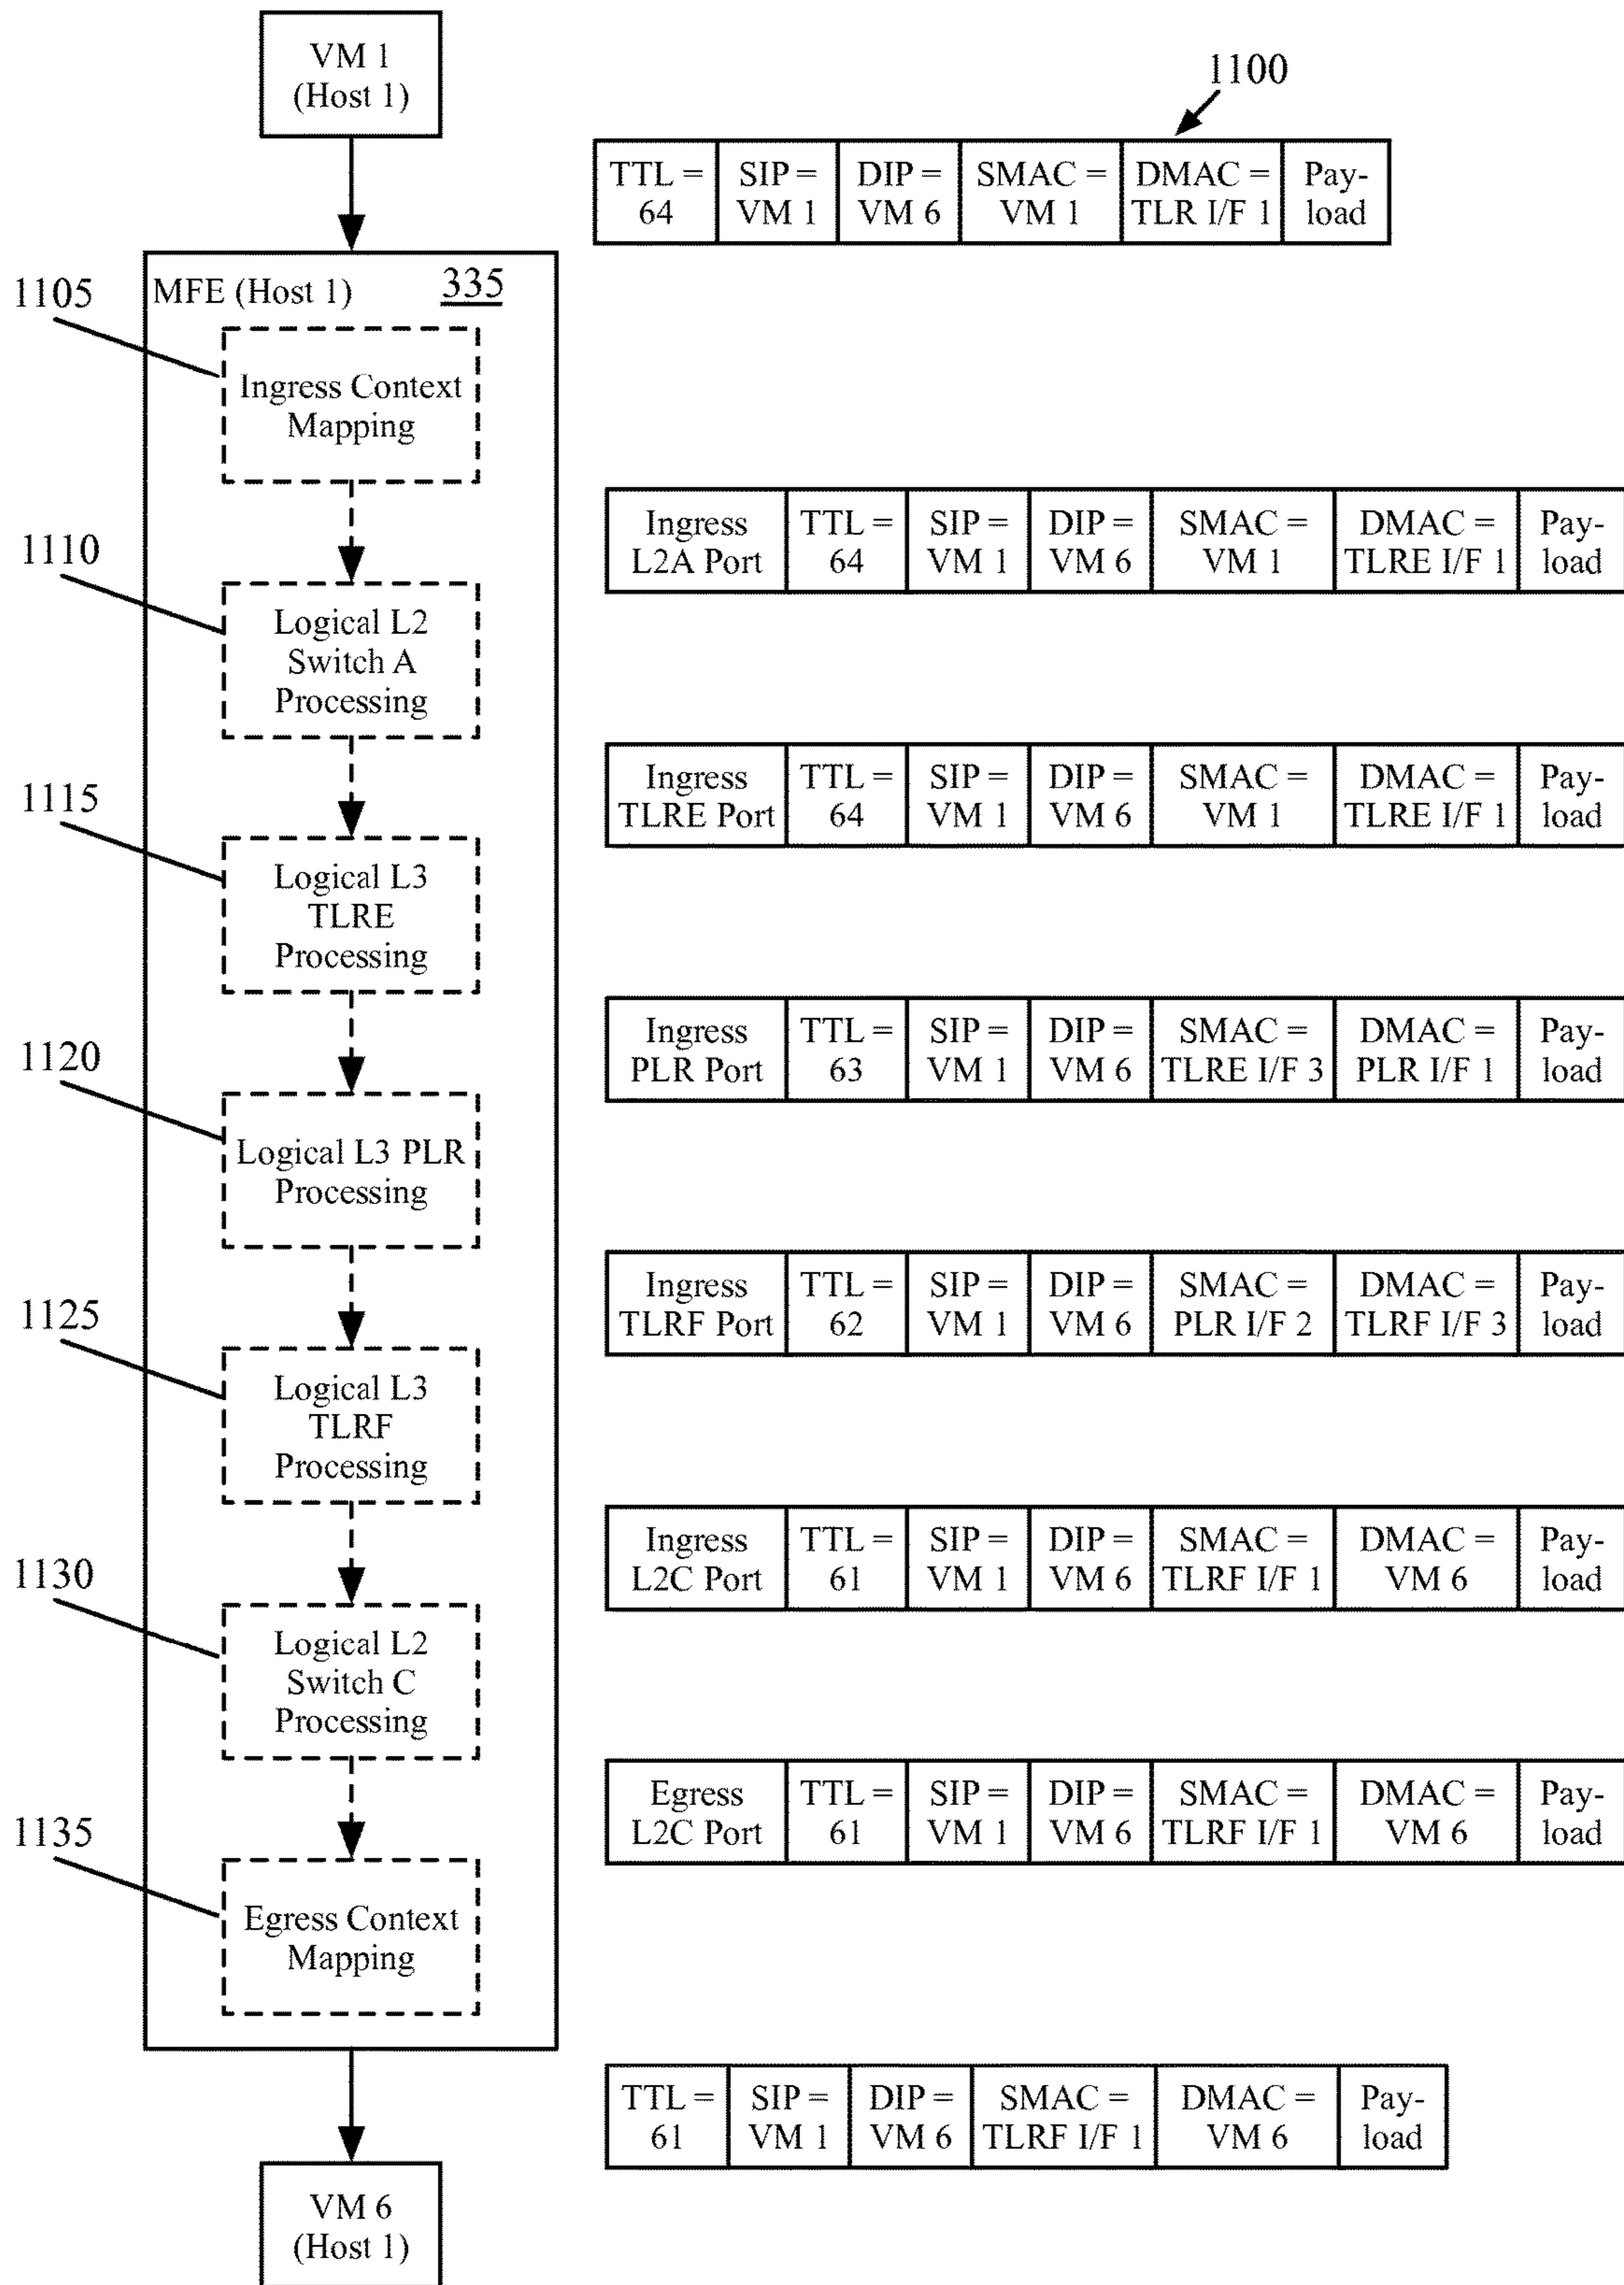 VM 1
(Host 1)
1100
TTL = 64 SIP = VM 1 DIP = VM 6 SMAC = VM 1 DMAC = TLR I/F 1 Pay-load
MFE (Host 1) 335
1105
Ingress Context
Mapping
Ingress L2A Port TTL = 64 SIP = VM 1 DIP = VM 6 SMAC = VM 1 DMAC = TLRE I/F 1 Pay-load
1110
Logical L2
Switch A
Processing
Ingress TLRE Port TTL = 64 SIP = VM 1 DIP = VM 6 SMAC = VM 1 DMAC = TLRE I/F 1 Pay-load
1115
Logical L3
TLRE
Processing
Ingress PLR Port TTL = 63 SIP = VM 1 DIP = VM 6 SMAC = TLRE I/F 3 DMAC = PLR I/F 1 Pay-load
1120
Logical L3 PLR
Processing
Ingress TLRF Port TTL = 62 SIP = VM 1 DIP = VM 6 SMAC = PLR I/F 2 DMAC = TLRF I/F 3 Pay-load
1125
Logical L3
TLRF
Processing
Ingress L2C Port TTL = 61 SIP = VM 1 DIP = VM 6 SMAC = TLRF I/F 1 DMAC = VM 6 Pay-load
1130
Logical L2
Switch C
Processing
Egress L2C Port TTL = 61 SIP = VM 1 DIP = VM 6 SMAC = TLRF I/F 1 DMAC = VM 6 Pay-load
1135
Egress Context
Mapping
TTL = 61 SIP = VM 1 DIP = VM 6 SMAC = TLRF I/F 1 DMAC = VM 6 Pay-load
VM 6
(Host 1)